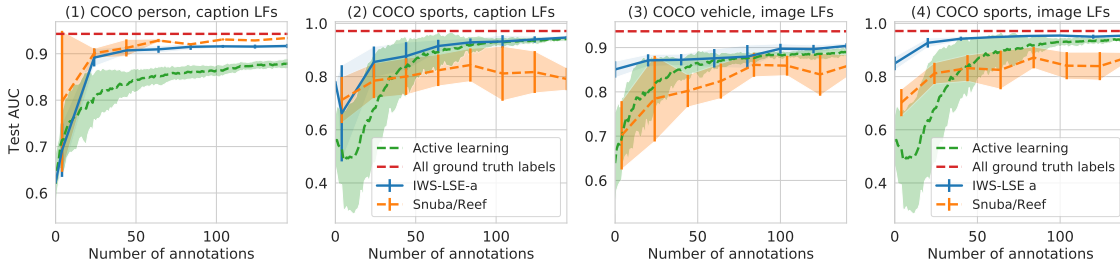 (1) COCO person, caption LFs
Test AUC
0.9
0.8
0.7
0.6
0 50 100
Number of annotations
(2) COCO sports, caption LFs
1.0
0.8
0.6
0.4
0 50 100
Number of annotations
Active learning
All ground truth labels
IWS-LSE-a
Snuba/Reef
(3) COCO vehicle, image LFs
0.9
0.8
0.7
0.6
0 50 100
Number of annotations
(4) COCO sports, image LFs
1.0
0.8
0.6
0.4
0 50 100
Number of annotations
Active learning
All ground truth labels
IWS-LSE a
Snuba/Reef